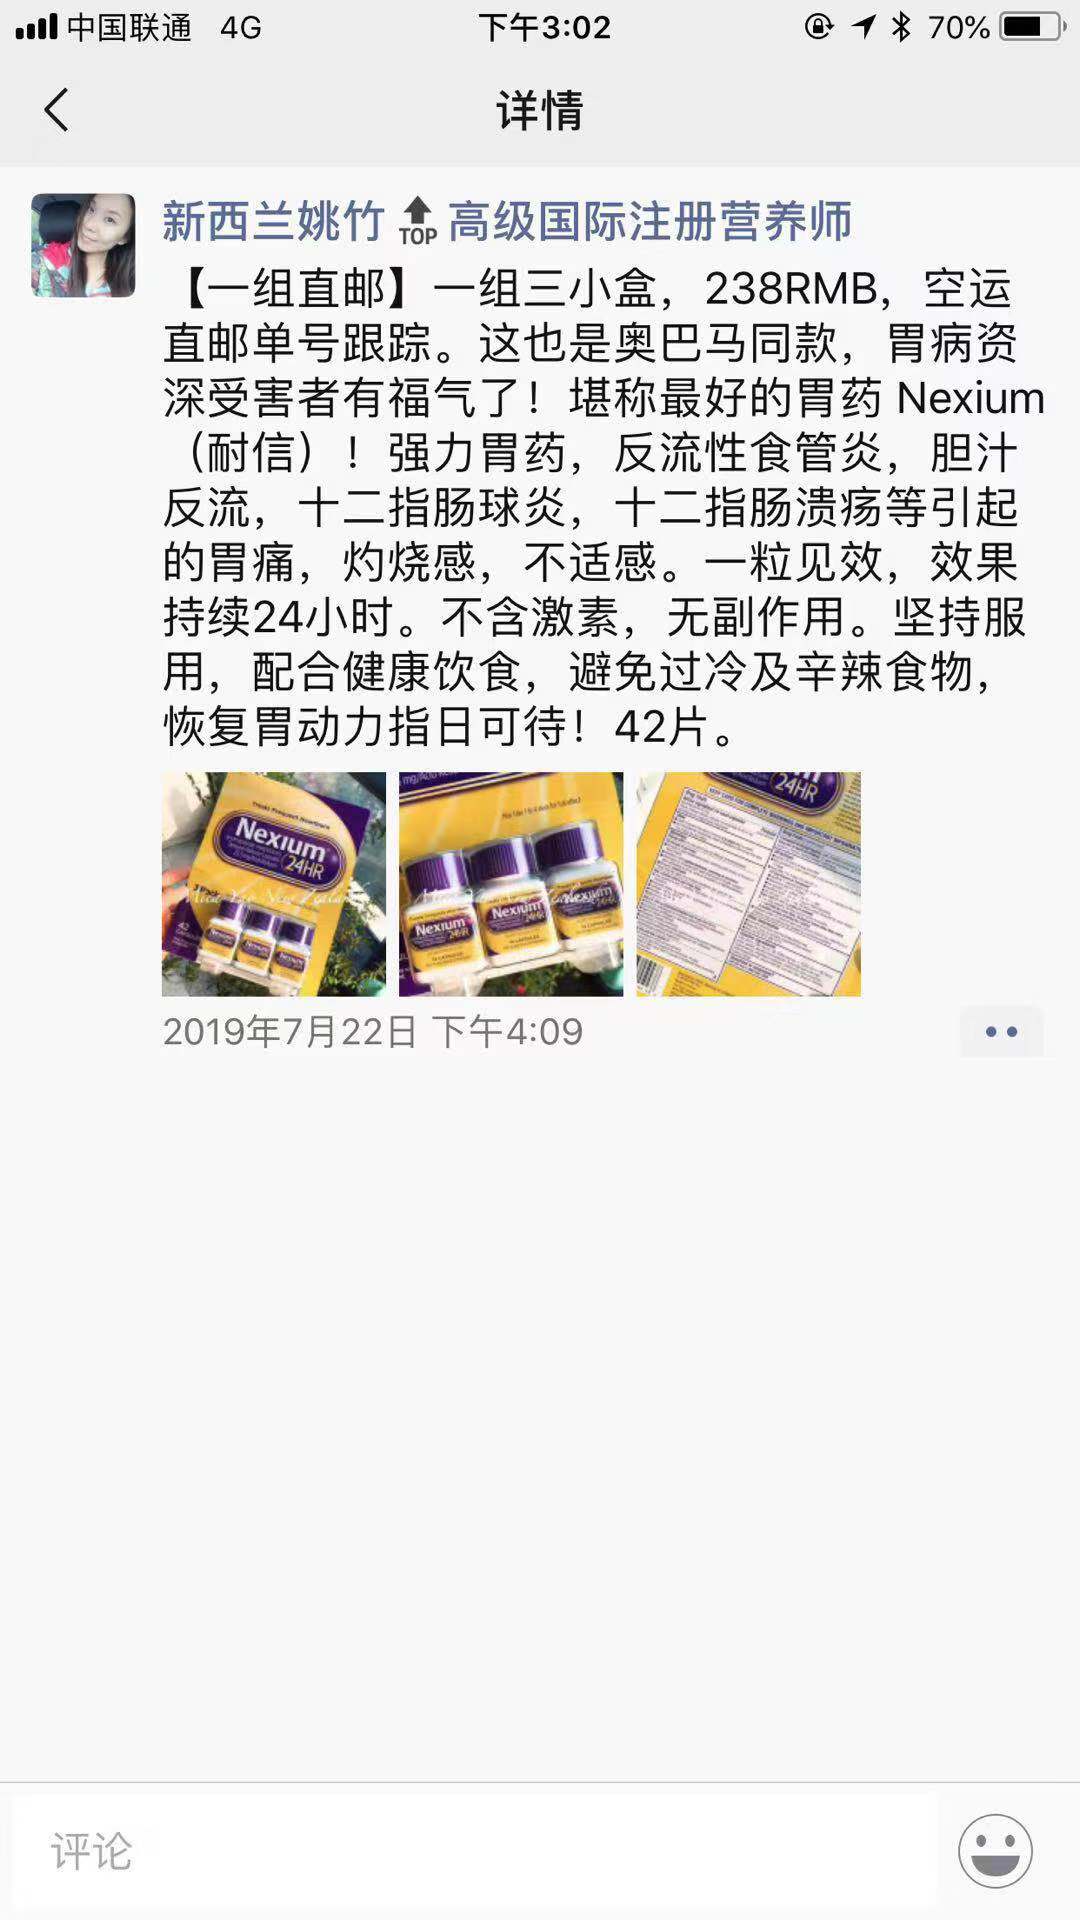 中国联通 4G 下午3:02 70%
详情
新西兰姚竹 TOP 高级国际注册营养师
【一组直邮】一组三小盒，238RMB，空运
直邮单号跟踪。这也是奥巴马同款，胃病资
深受害者有福气了！堪称最好的胃药 Nexium
（耐信）！强力胃药，反流性食管炎，胆汁
反流，十二指肠球炎，十二指肠溃疡等引起
的胃痛，灼烧感，不适感。一粒见效，效果
持续24小时。不含激素，无副作用。坚持服
用，配合健康饮食，避免过冷及辛辣食物，
恢复胃动力指日可待！42片。
Treats Frequent Heartburn
Nexium
24HR
3 Pack
42
Nexium
24HR
Nexium
24HR
Nexium
24HR
24HR
2019年7月22日 下午4:09
评论